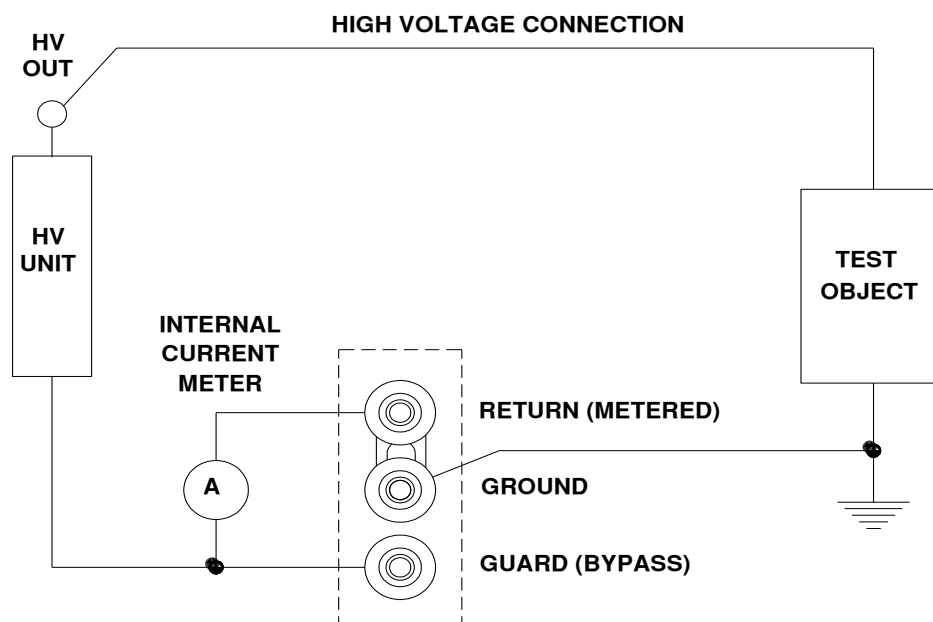 HIGH VOLTAGE CONNECTION
HV
OUT
HV
UNIT
TEST
OBJECT
INTERNAL
CURRENT
METER
RETURN (METERED)
A
GROUND
GUARD (BYPASS)